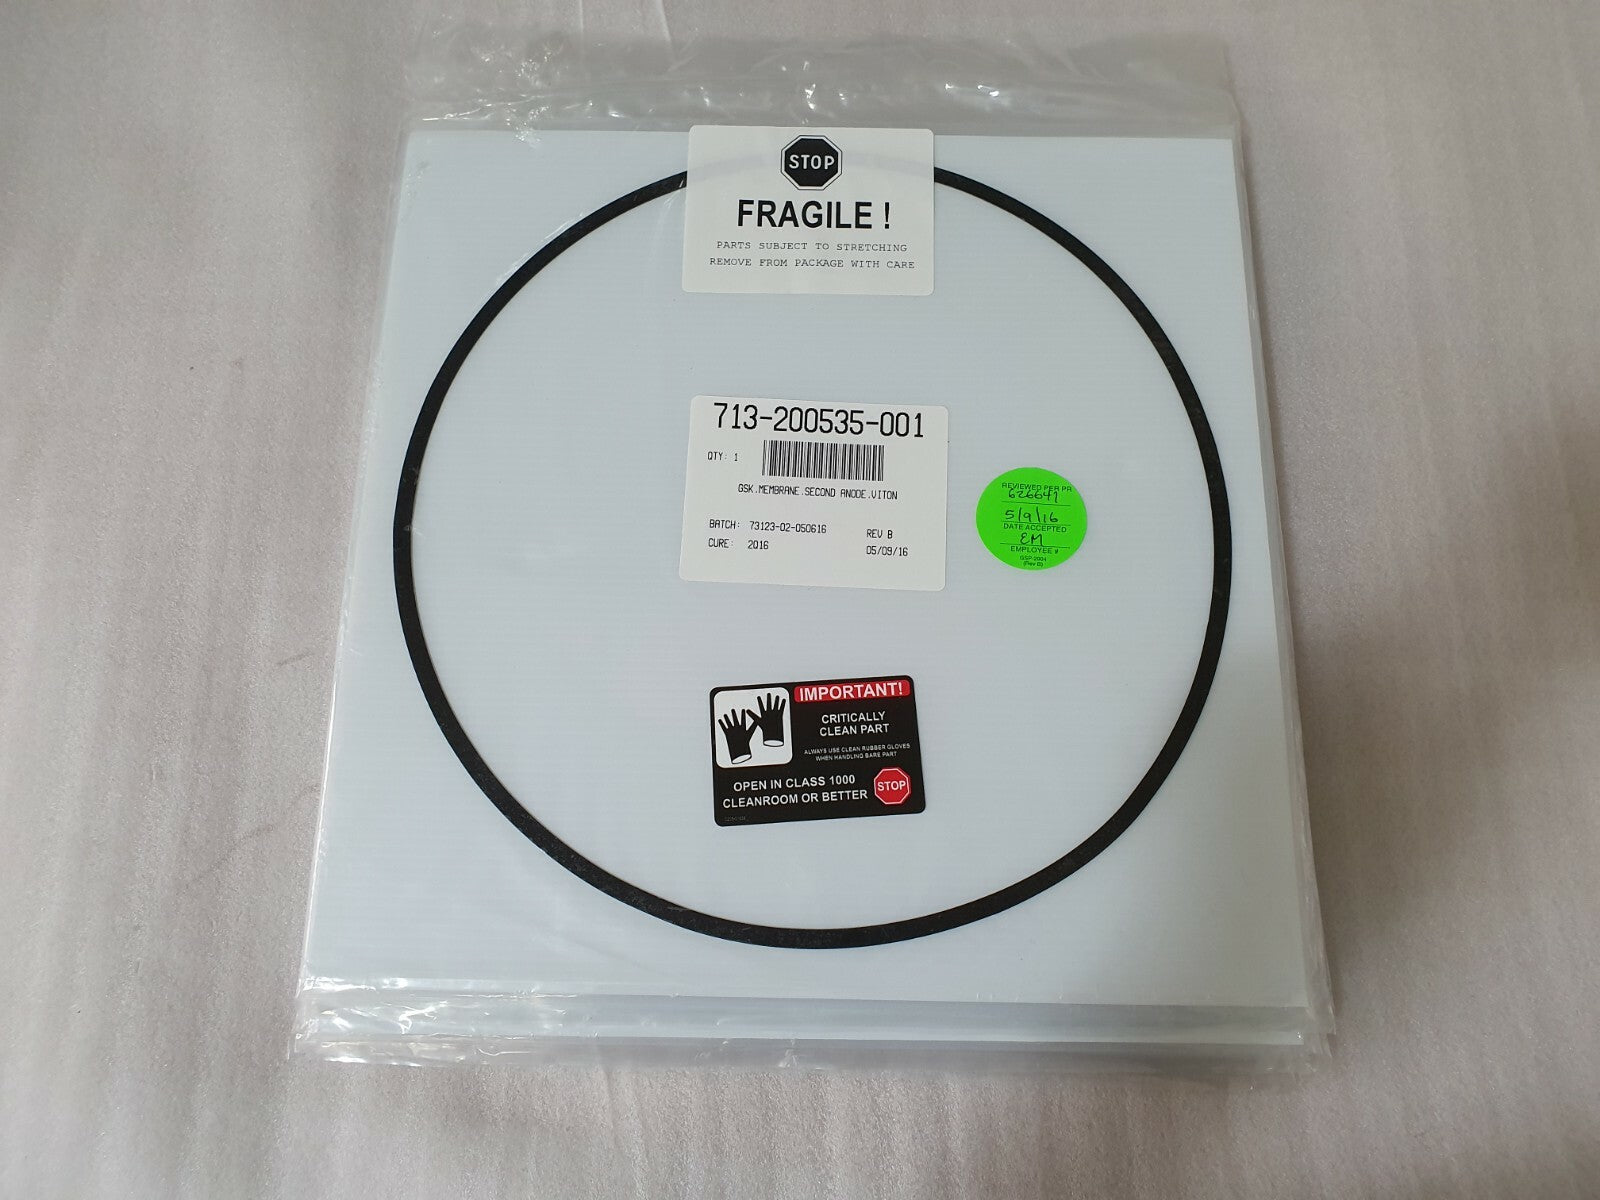 STOP
FRAGILE !
PARTS SUBJECT TO STRETCHING
REMOVE FROM PACKAGE WITH CARE
713-200535-001
QTY: 1
GSK.MEMBRANE.SECOND ANODE.VITON
BATCH: 73123-02-050616
REV B
CURE: 2Q16
05/09/16
REVIEWED PER PR
626641
5/9/16
DATE ACCEPTED
EM
EMPLOYEE #
(Rev B)
IMPORTANT!
CRITICALLY
CLEAN PART
ALWAYS USE CLEAN RUBBER GLOVES
WHEN HANDLING BARE PART
OPEN IN CLASS 1000
CLEANROOM OR BETTER
STOP